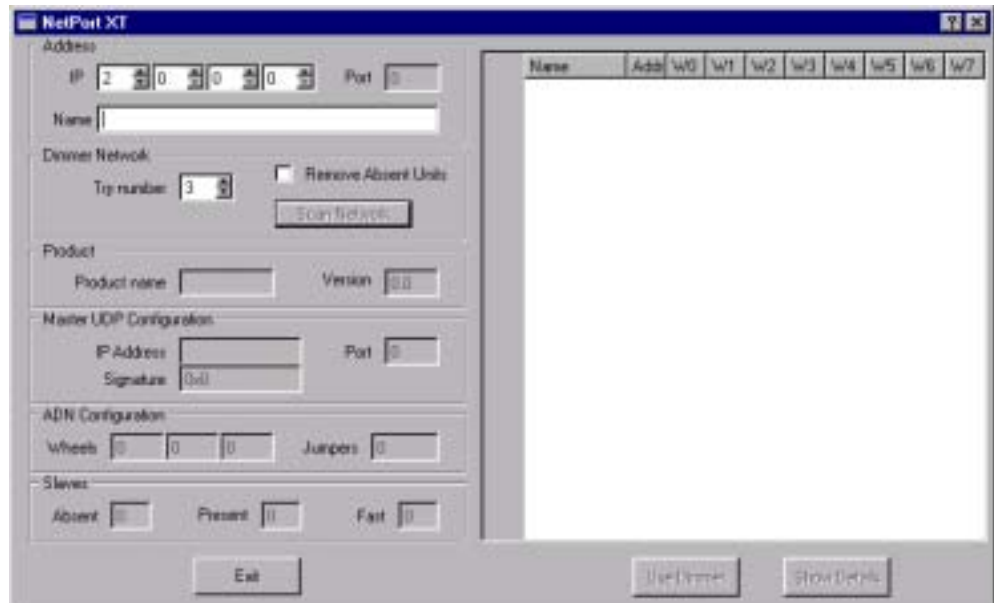 NetPort XT
Address
IP 2 0 0 0 Port 0
Name
Dimmer Network
Try number 3 Remove Absent Units
Scan Network
Product
Product name Version 0.0
Master UDP Configuration
IP Address Port 0
Signature 0x0
ADN Configuration
Wheels 0 0 0 Jumpers 0
Slaves
Absent 0 Present 0 Fast 0
Exit
Name Addr W0 W1 W2 W3 W4 W5 W6 W7
Use Dimmer Show Details